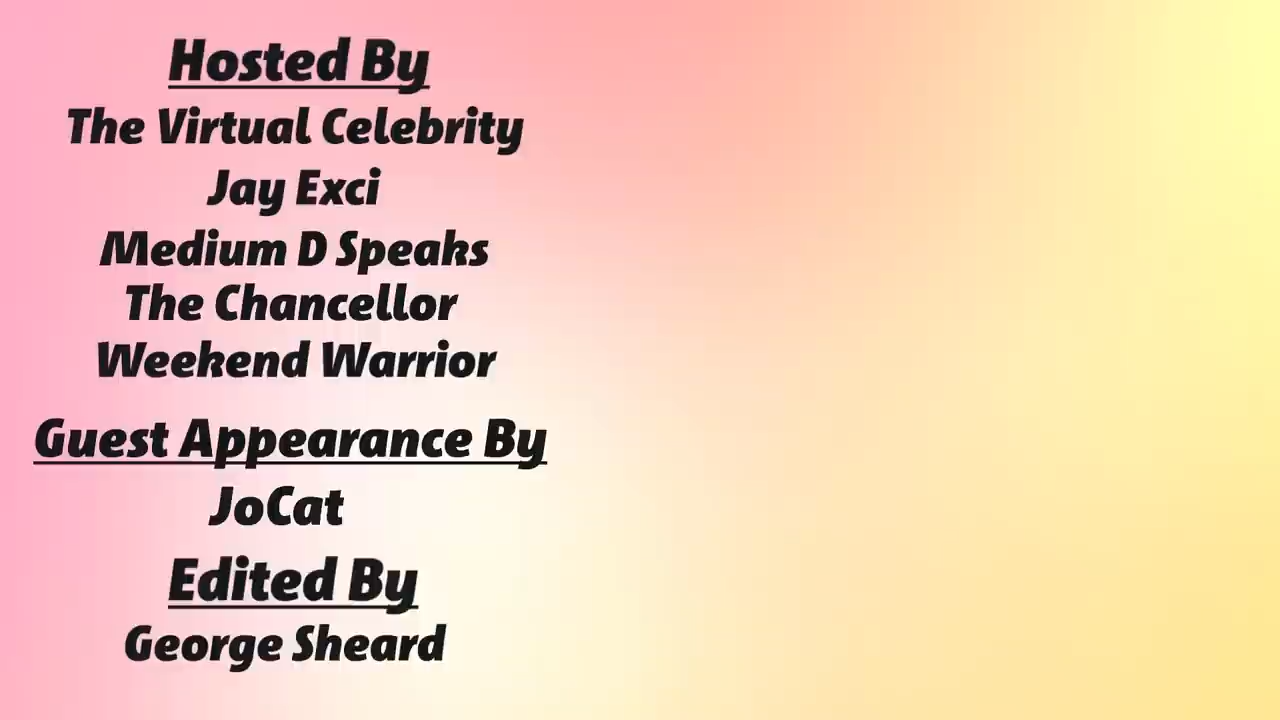 Hosted By
The Virtual Celebrity
Jay Exci
Medium D Speaks
The Chancellor
Weekend Warrior
Guest Appearance By
JoCat
Edited By
George Sheard